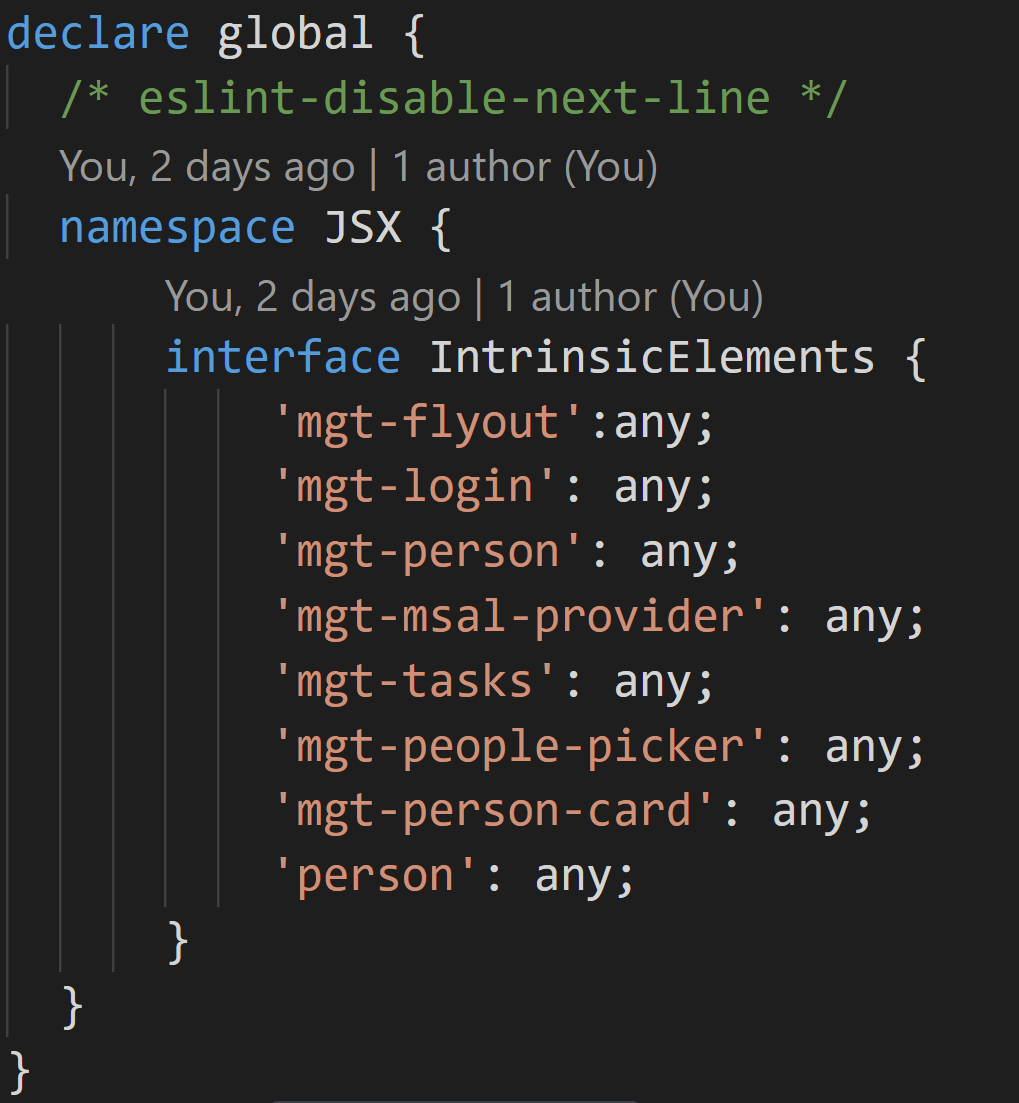 declare global {
/* eslint-disable-next-line */
You, 2 days ago | 1 author (You)
namespace JSX {
You, 2 days ago | 1 author (You)
interface IntrinsicElements {
'mgt-flyout':any;
'mgt-login': any;
'mgt-person': any;
'mgt-msal-provider': any;
'mgt-tasks': any;
'mgt-people-picker': any;
'mgt-person-card': any;
'person': any;
}
}
}